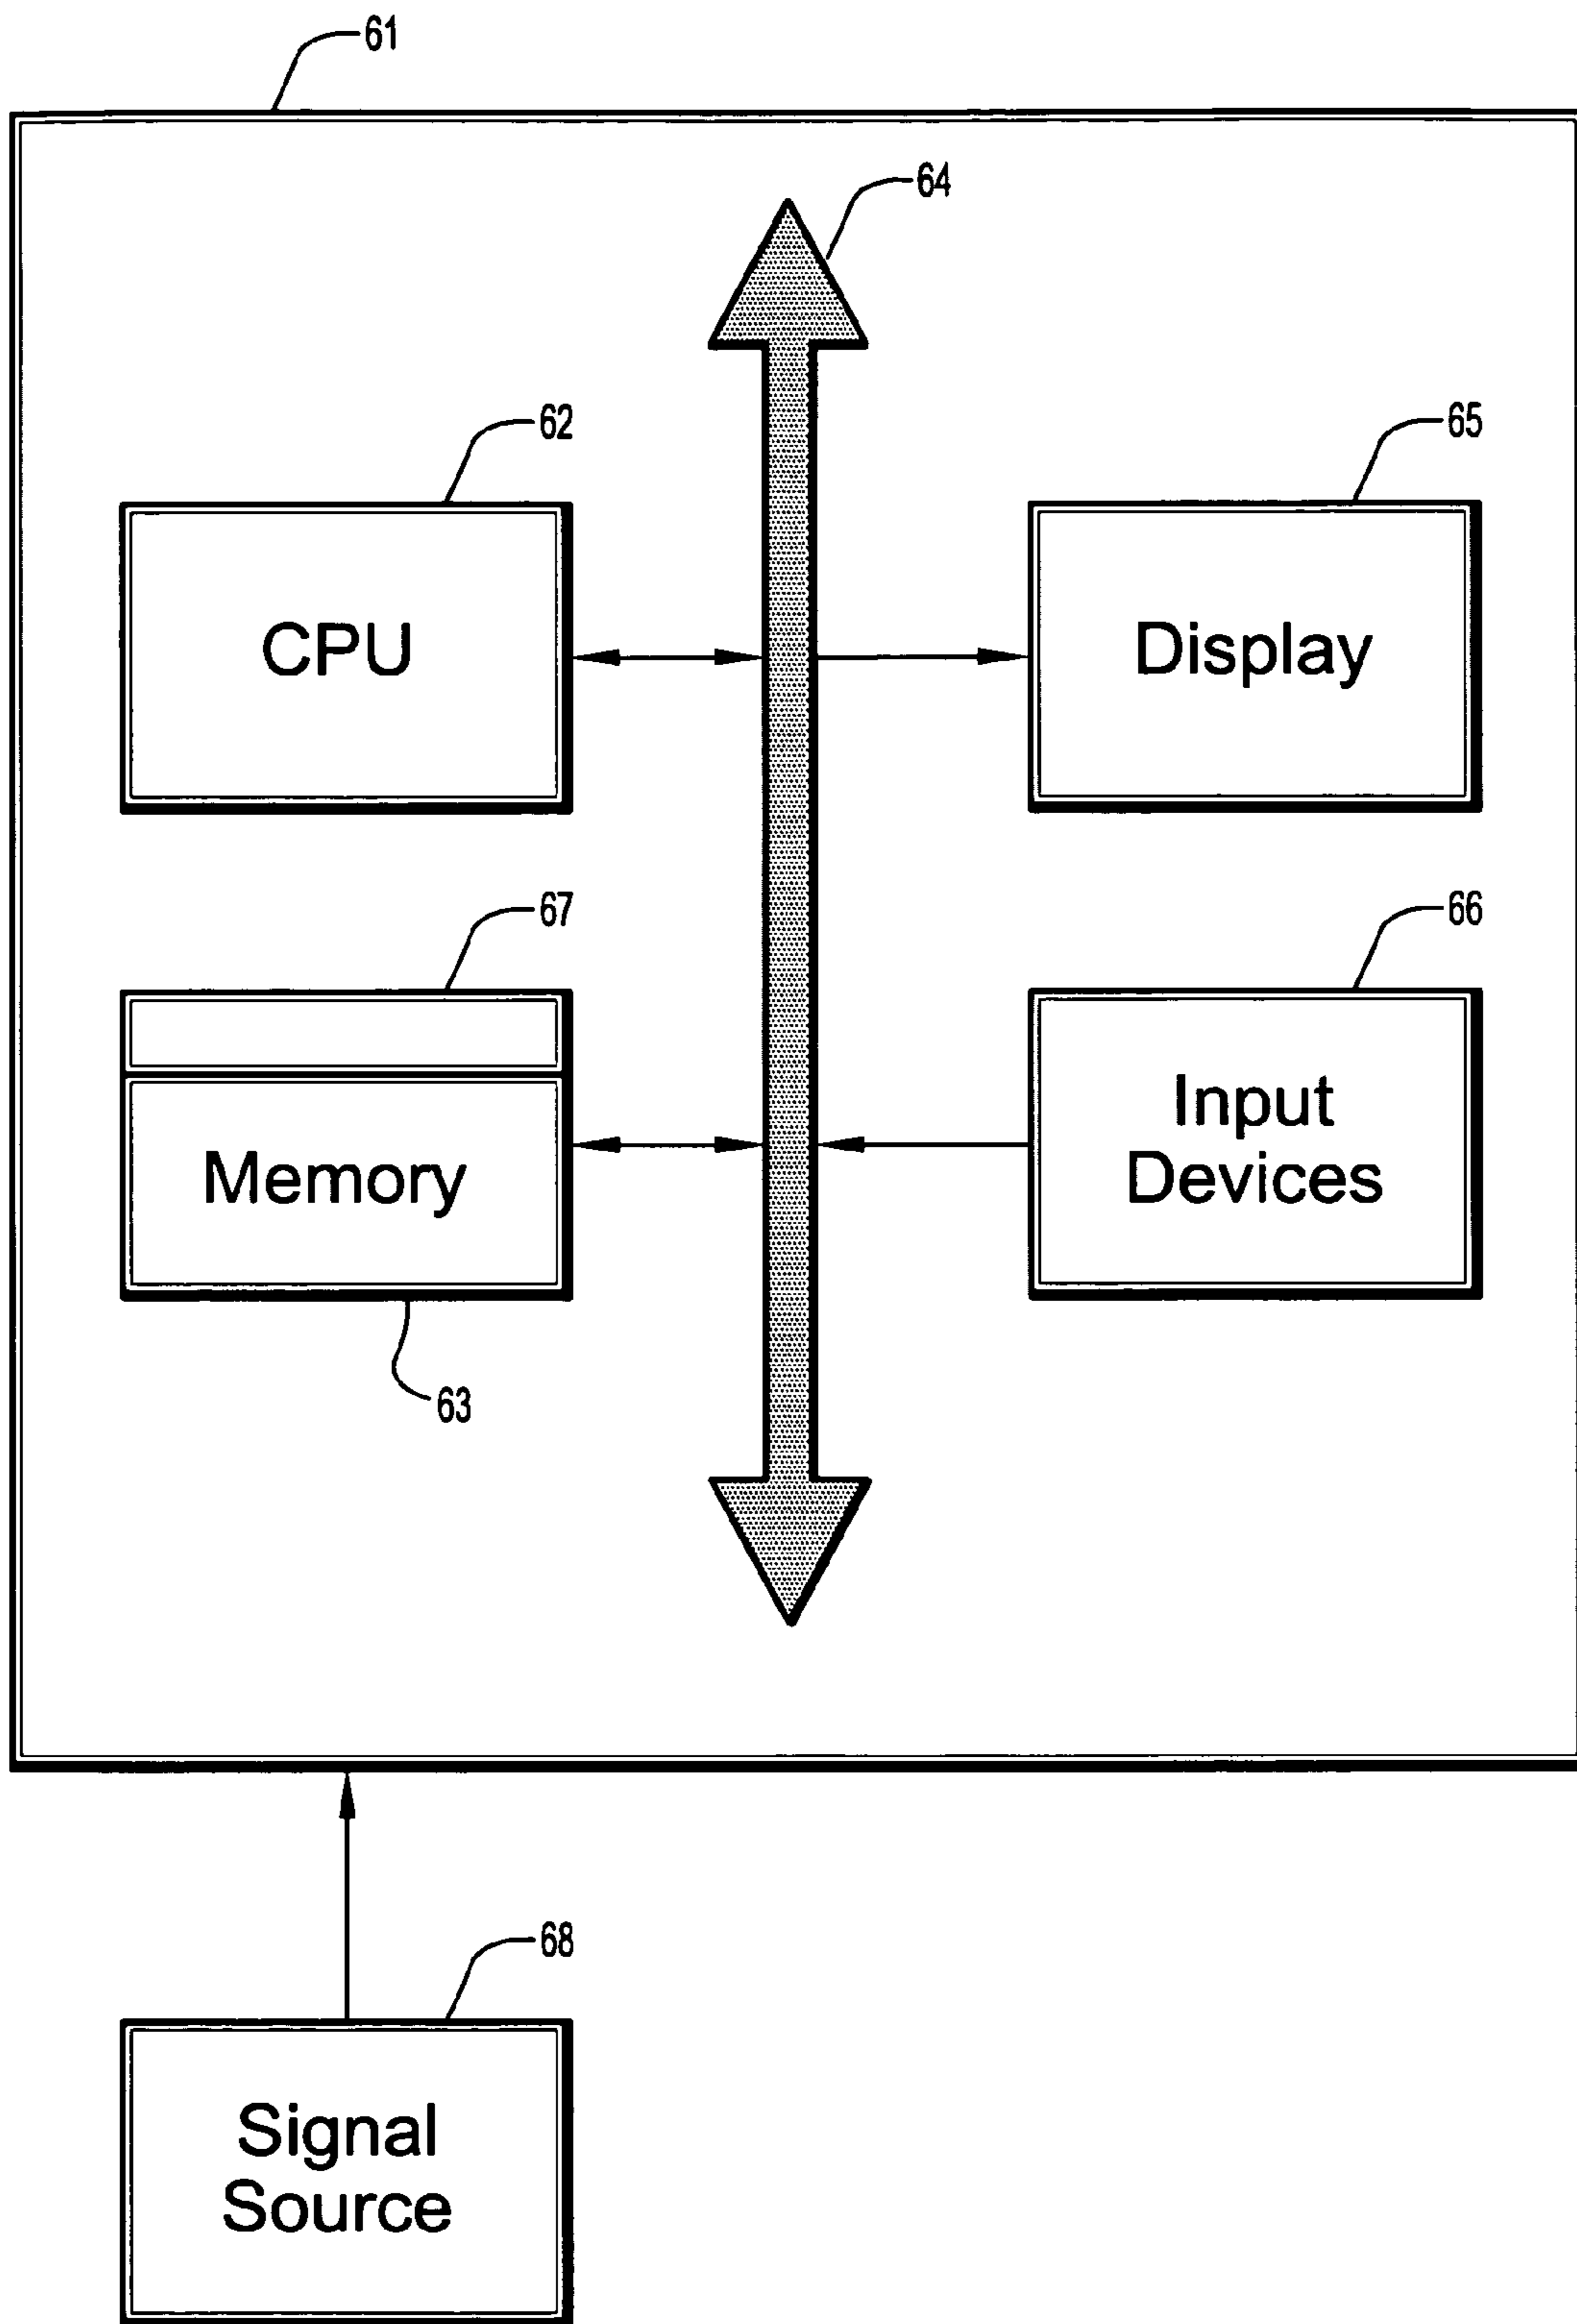 61
64
62
65
CPU
Display
67
66
Memory
Input
Devices
63
68
Signal
Source